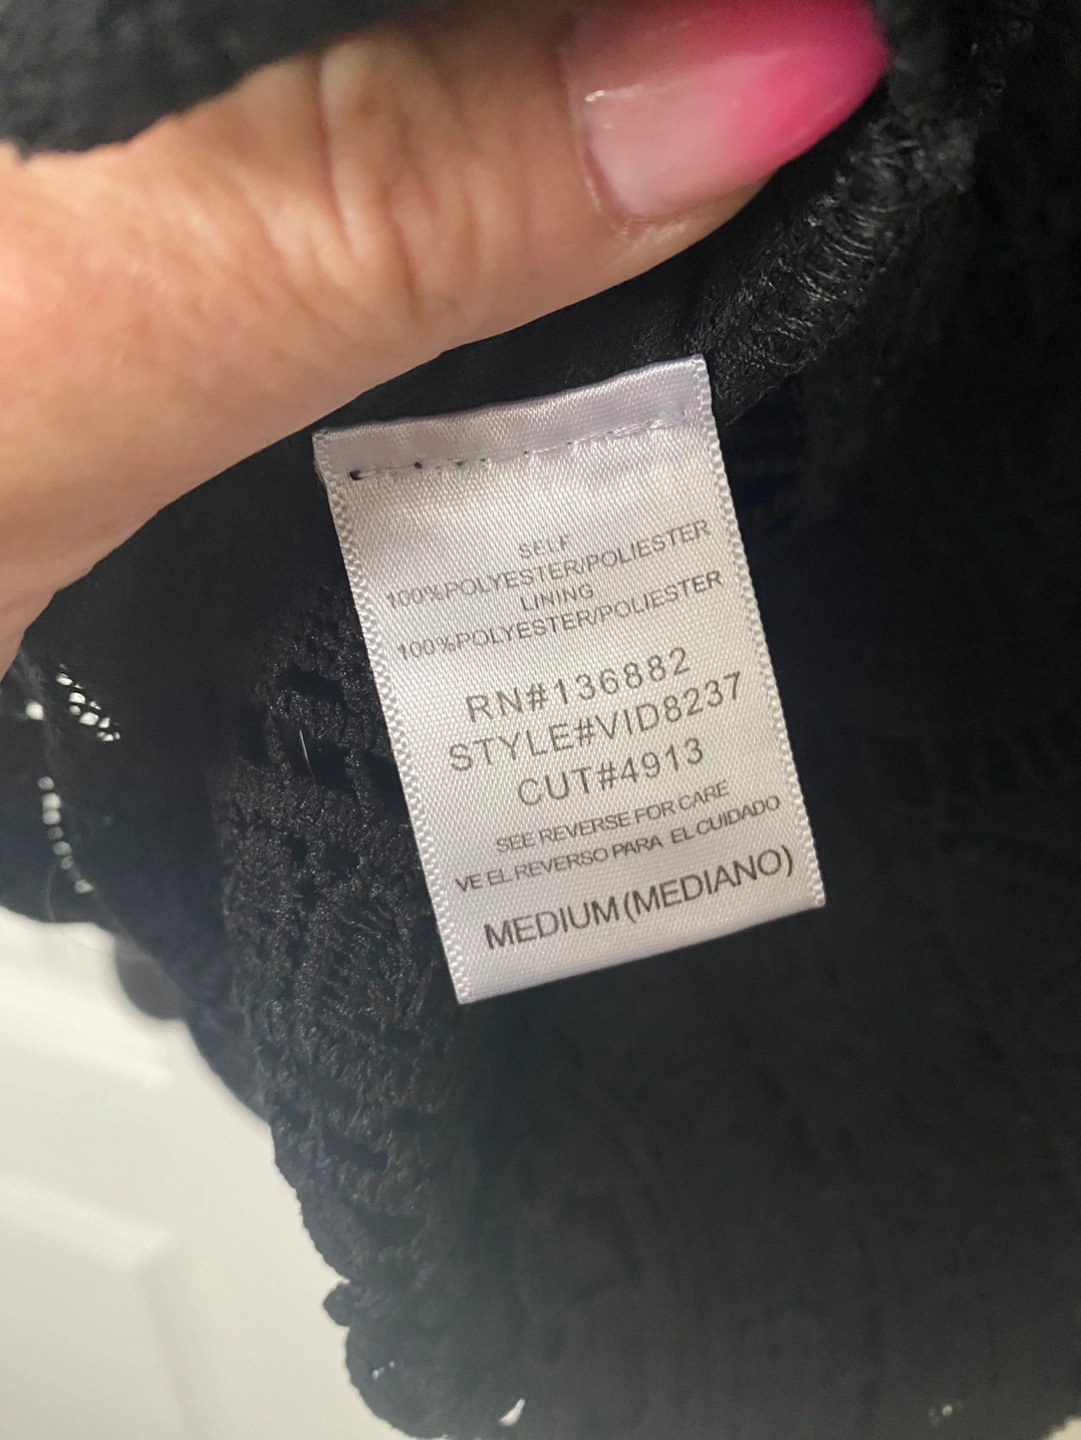 SELF
100%POLYESTER/POLIESTER
LINING
100%POLYESTER/POLIESTER
RN#136882
STYLE#VID8237
CUT#4913
SEE REVERSE FOR CARE
VE EL REVERSO PARA EL CUIDADO
MEDIUM(MEDIANO)